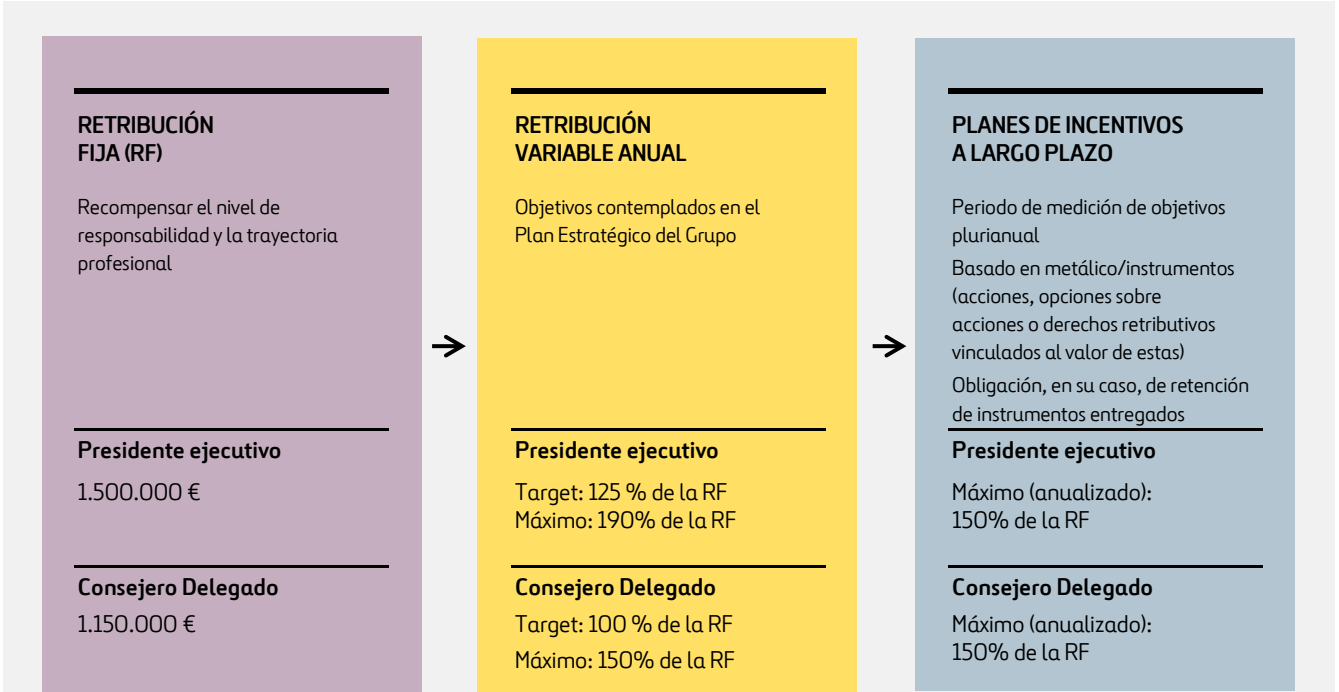 RETRIBUCIÓN
FIJA (RF)
Recompensar el nivel de
responsabilidad y la trayectoria
profesional
Presidente ejecutivo
1.500.000 €
Consejero Delegado
1.150.000 €
RETRIBUCIÓN
VARIABLE ANUAL
Objetivos contemplados en el
Plan Estratégico del Grupo
Presidente ejecutivo
Target: 125 % de la RF
Máximo: 190% de la RF
Consejero Delegado
Target: 100 % de la RF
Máximo: 150% de la RF
PLANES DE INCENTIVOS
A LARGO PLAZO
Periodo de medición de objetivos
plurianual
Basado en metálico/instrumentos
(acciones, opciones sobre
acciones o derechos retributivos
vinculados al valor de estas)
Obligación, en su caso, de retención
de instrumentos entregados
Presidente ejecutivo
Máximo (anualizado):
150% de la RF
Consejero Delegado
Máximo (anualizado):
150% de la RF